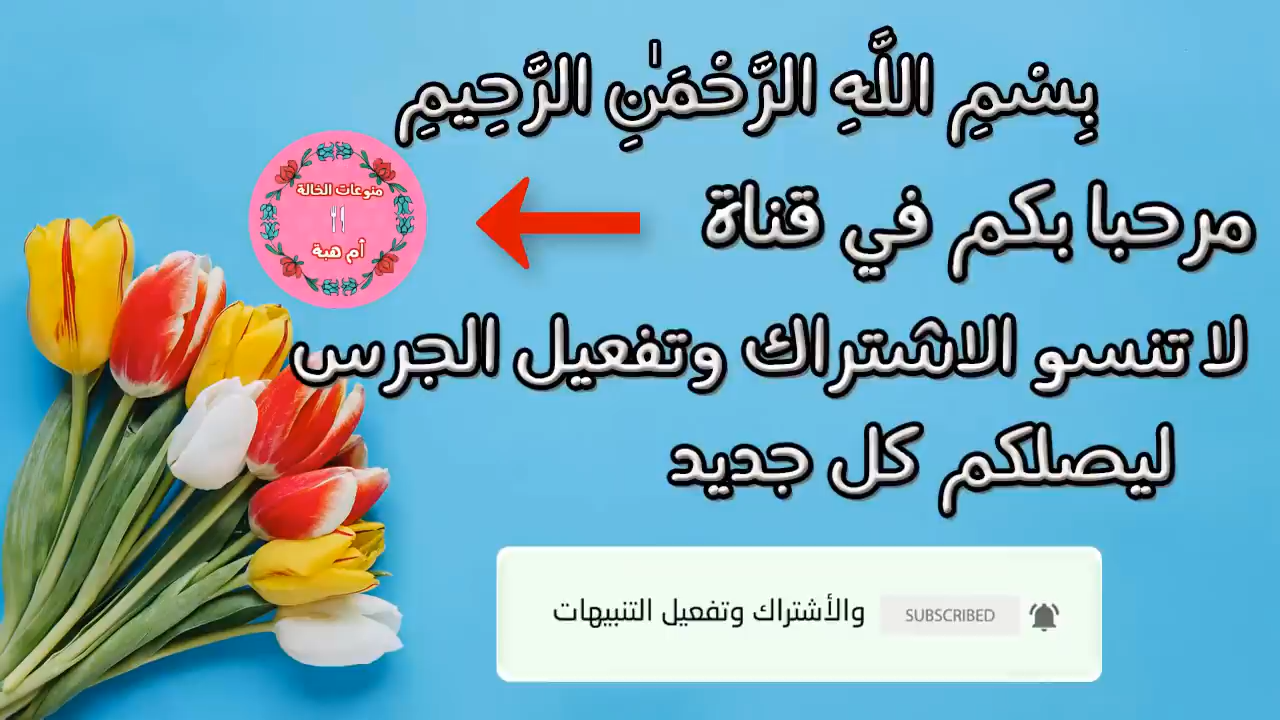 بِسْمِ اللَّهِ الرَّحْمَٰنِ الرَّحِيمِ
مرحبا بكم في قناة
منوعات الخالة
أم هبة
لا تنسو الاشتراك وتفعيل الجرس
ليصلكم كل جديد
والأشتراك وتفعيل التنبيهات
SUBSCRIBED